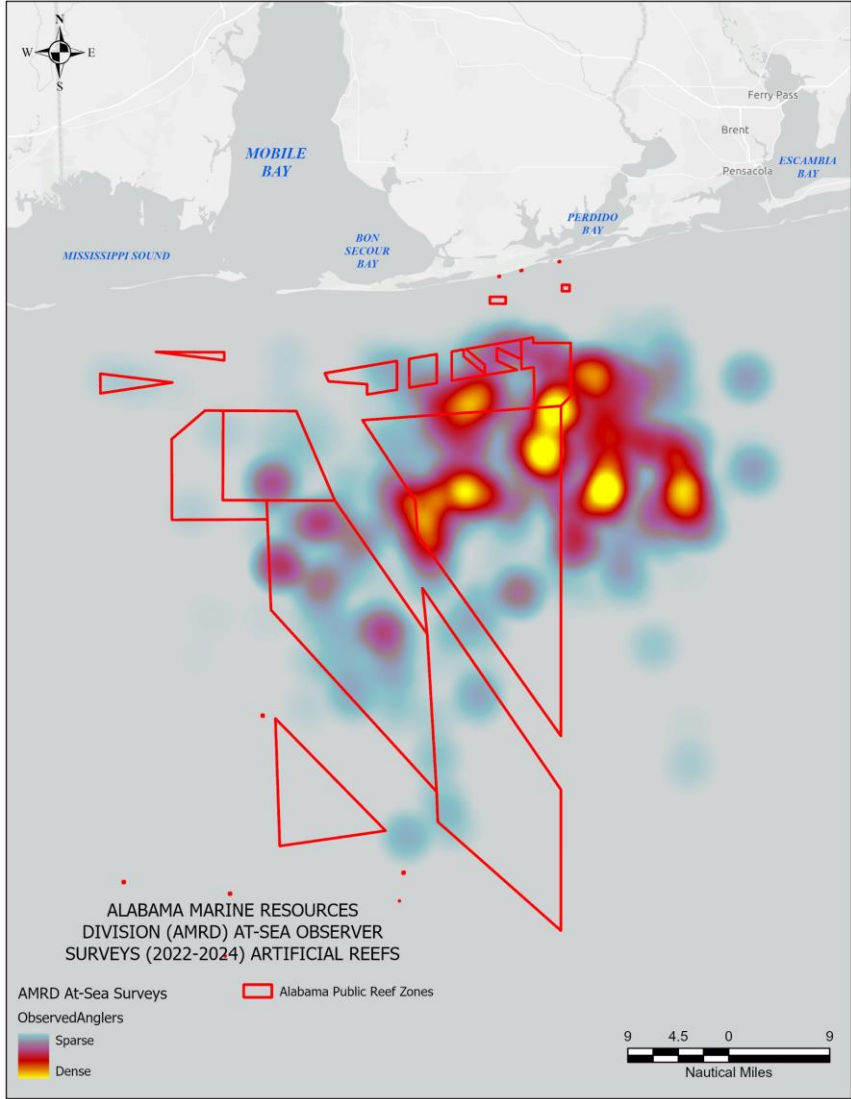 N
W E
S
Ferry Pass
Brent
MOBILE
BAY
ESCAMBIA
BAY
Pensacola
PERDIDO
BAY
BON
SECOUR
BAY
MISSISSIPPI SOUND
ALABAMA MARINE RESOURCES
DIVISION (AMRD) AT-SEA OBSERVER
SURVEYS (2022-2024) ARTIFICIAL REEFS
AMRD At-Sea Surveys
Alabama Public Reef Zones
ObservedAnglers
Sparse
Dense
9 4.5 0 9
Nautical Miles